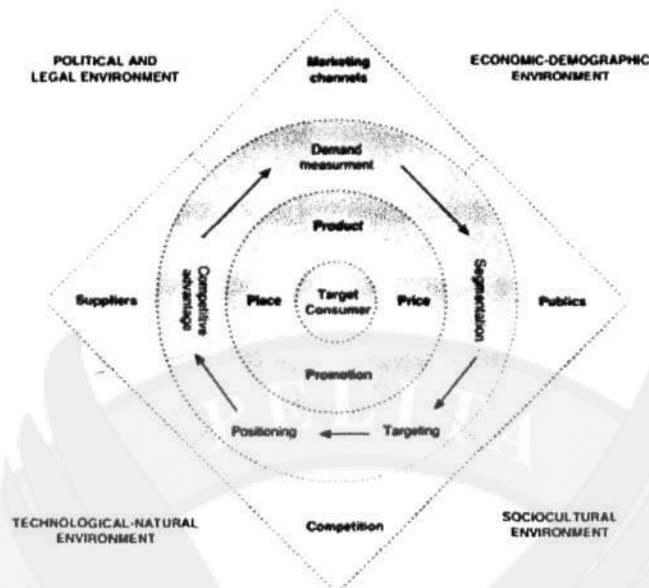 POLITICAL AND
LEGAL ENVIRONMENT
Marketing
channels
ECONOMIC-DEMOGRAPHIC
ENVIRONMENT
Demand
measurment
Product
Suppliers
Competitive
advantage
Place
Target
Consumer
Price
Segmentation
Publics
Promotion
PELITA
Positioning
Targeting
TECHNOLOGICAL-NATURAL
ENVIRONMENT
Competition
SOCIOCULTURAL
ENVIRONMENT